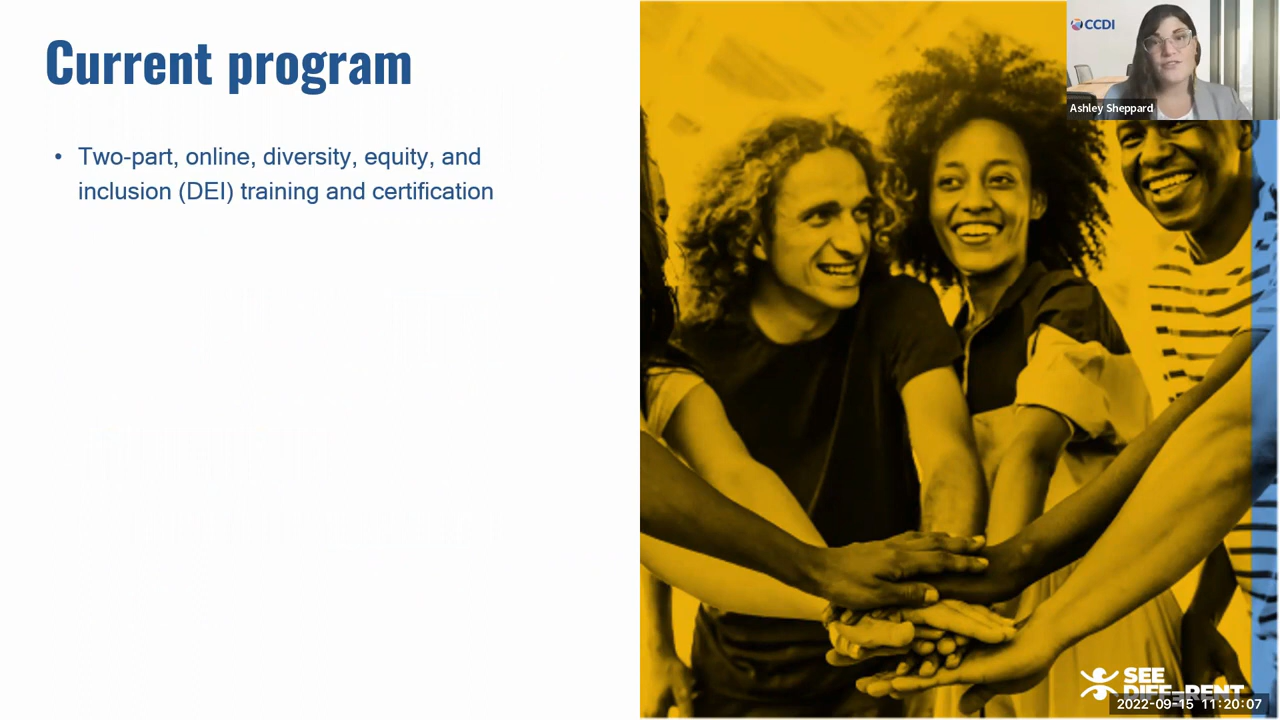 Current program
• Two-part, online, diversity, equity, and
inclusion (DEI) training and certification
CCDI
Ashley Sheppard
SEE
DIFFERENT
2022-09-15 11:20:07